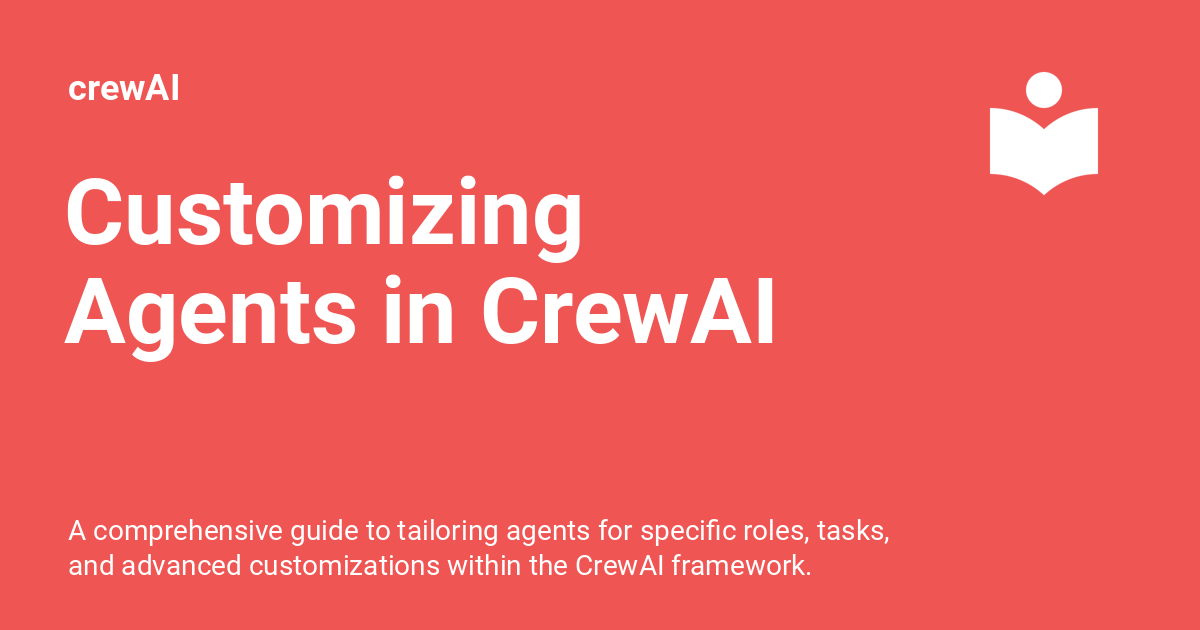 crewAI
Customizing
Agents in CrewAI
A comprehensive guide to tailoring agents for specific roles, tasks,
and advanced customizations within the CrewAI framework.